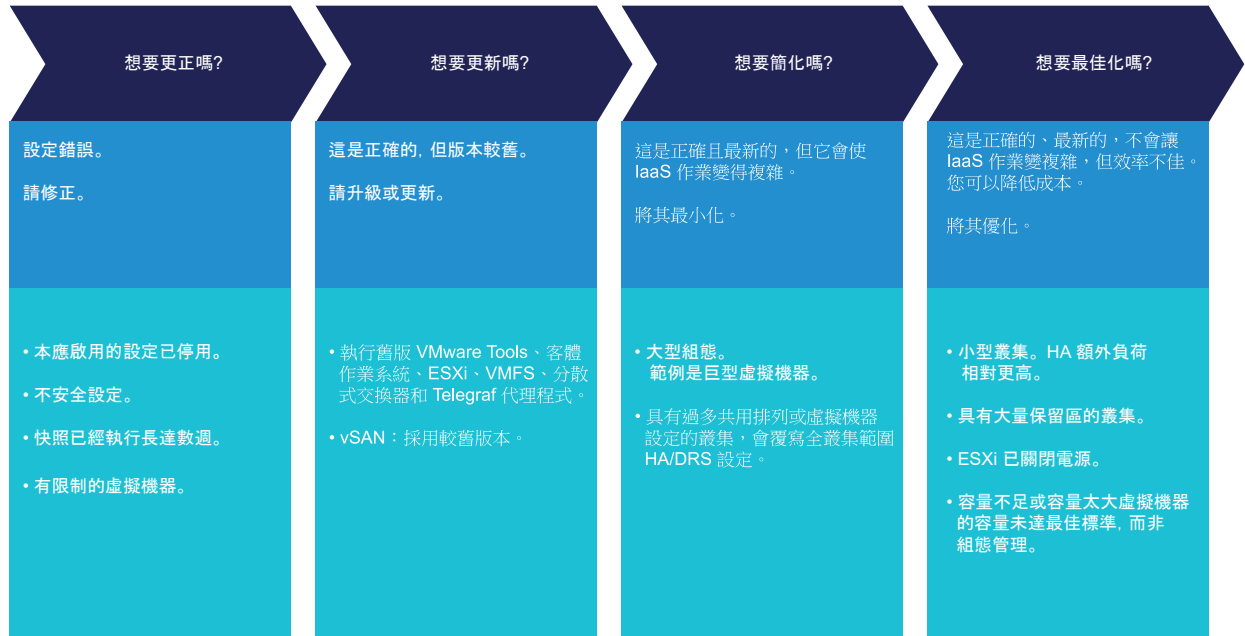 想要更正嗎?
設定錯誤。
請修正。
• 本應啟用的設定已停用。
• 不安全設定。
• 快照已經執行長達數週。
• 有限制的虛擬機器。
想要更新嗎?
這是正確的, 但版本較舊。
請升級或更新。
• 執行舊版 VMware Tools、客體
作業系統、ESXi、VMFS、分散
式交換器和 Telegraf 代理程式。
• vSAN：採用較舊版本。
想要簡化嗎?
這是正確且最新的，但它會使
IaaS 作業變得複雜。
將其最小化。
• 大型組態。
範例是巨型虛擬機器。
• 具有過多共用排列或虛擬機器
設定的叢集，會覆寫全叢集範圍
HA/DRS 設定。
想要最佳化嗎?
這是正確的、最新的，不會讓
IaaS 作業變複雜，但效率不佳。
您可以降低成本。
將其優化。
• 小型叢集。HA 額外負荷
相對更高。
• 具有大量保留區的叢集。
• ESXi 已關閉電源。
• 容量不足或容量太大虛擬機器
的容量未達最佳標準, 而非
組態管理。